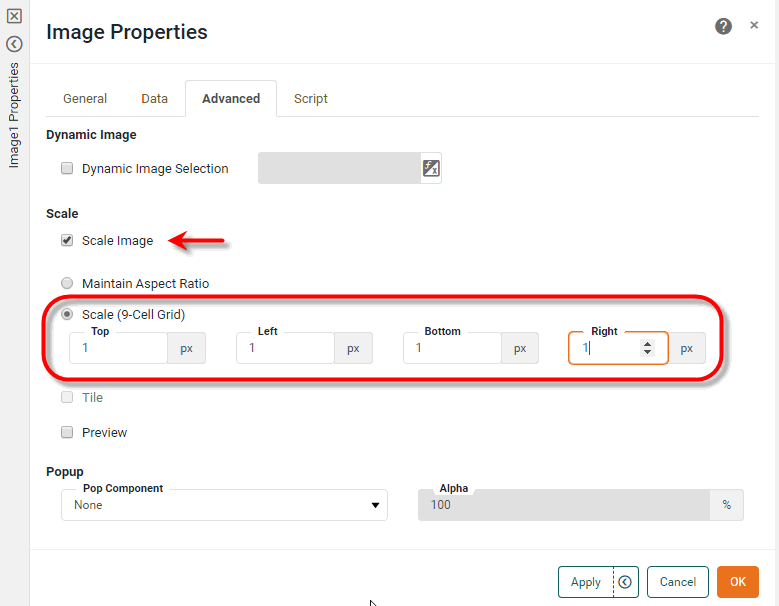 Image1 Properties
Image Properties
General Data Advanced Script
Dynamic Image
Dynamic Image Selection
Scale
Scale Image
Maintain Aspect Ratio
Scale (9-Cell Grid)
Top Left Bottom Right
1 px 1 px 1 px 1 px
Tile
Preview
Popup
Pop Component Alpha
None 100 %
Apply Cancel OK